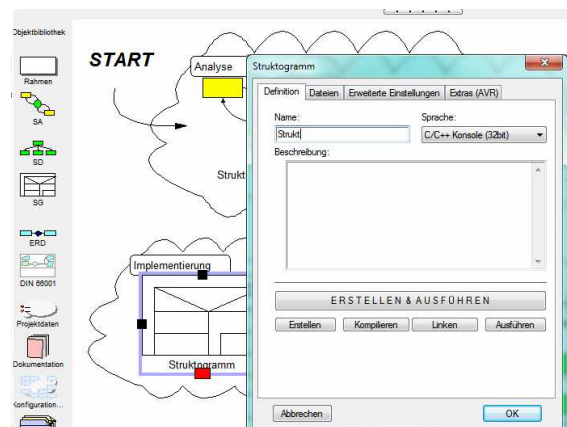 Objektbibliothek
Rahmen
SA
SD
SG
ERD
DIN 66001
Projektdaten
Dokumentation
Konfiguration...
START
Analyse
Strukt
Implementierung
Struktogramm
Struktogramm
Definition Dateien Erweiterte Einstellungen Extras (AVR)
Name: Sprache:
Strukt C/C++ Konsole (32bit)
Beschreibung:
ERSTELLEN & AUSFÜHREN
Erstellen Kompilieren Linken Ausführen
Abbrechen OK